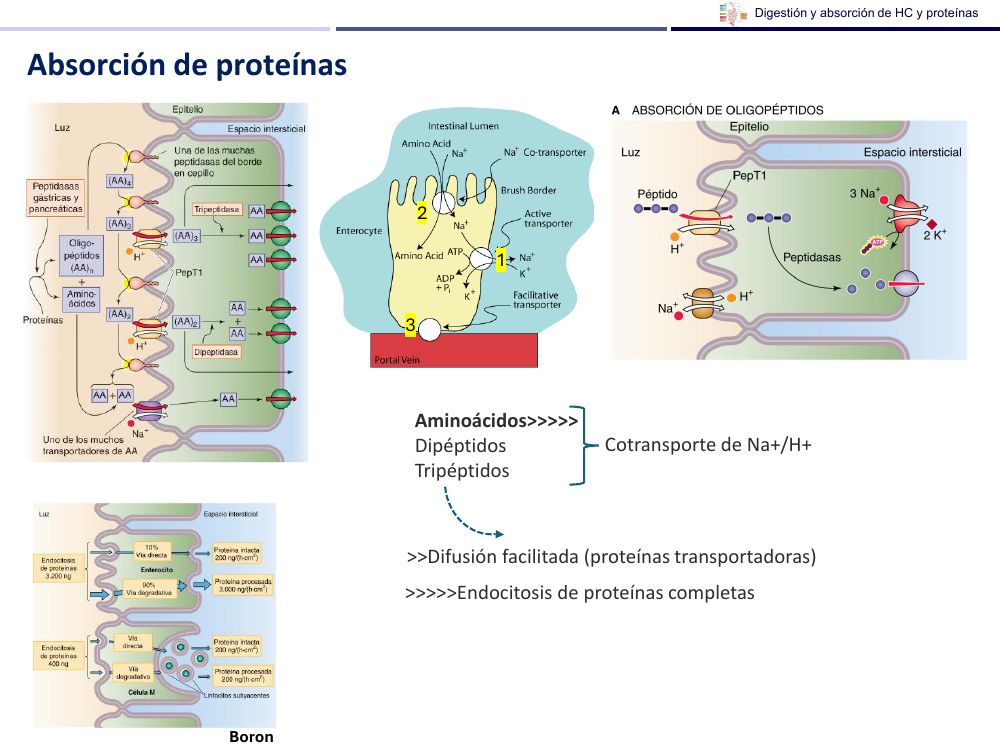 Digestión y absorción de HC y proteínas
Absorción de proteínas
Epitelio
Luz
Espacio intersticial
Una de las muchas
peptidasas del borde
en cepillo
(AA)4
Peptidasas
gástricas y
pancreáticas
Tripeptidasa
AA
(AA)3
(AA)3
AA
AA
Oligo-
péptidos
(AA)n
+
Amino-
ácidos
H+
PepT1
Proteínas
(AA)2
(AA)2
AA
+
AA
Dipeptidasa
H+
AA + AA
AA
Na+
Uno de los muchos
transportadores de AA
Intestinal Lumen
Amino Acid
Na+
Na+ Co-transporter
Brush Border
2
Active
transporter
Enterocyte
Na+
Amino Acid
ATP
1
Na+
K+
ADP
+ Pi
K+
Facilitative
transporter
3
Portal Vein
A ABSORCIÓN DE OLIGOPÉPTIDOS
Epitelio
Luz
Espacio intersticial
PepT1
Péptido
3 Na+
H+
2 K+
ATP
Peptidasas
H+
Na+
Aminoácidos>>>>>
Dipéptidos
Tripéptidos
Cotransporte de Na+/H+
>>Difusión facilitada (proteínas transportadoras)
>>>>>Endocitosis de proteínas completas
Luz
Espacio intersticial
Endocitosis
de proteínas
3.200 ng
10%
Vía directa
Proteína intacta
200 ng/(h·cm2)
Enterocito
90%
Vía degradativa
Proteína procesada
3.000 ng/(h·cm2)
Endocitosis
de proteínas
400 ng
Vía
directa
Proteína intacta
200 ng/(h·cm2)
Vía
degradativa
Proteína procesada
200 ng/(h·cm2)
Célula M
Linfocitos subyacentes
Boron